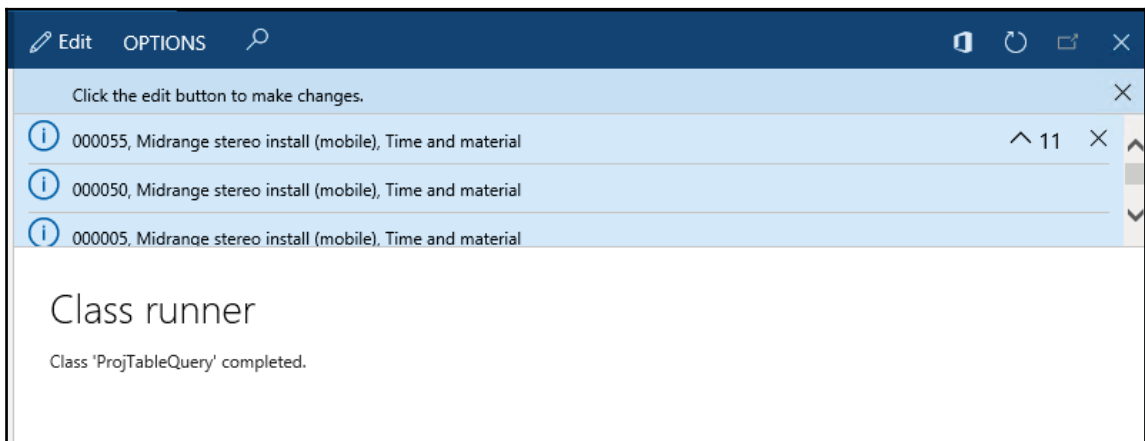 Edit OPTIONS
Click the edit button to make changes.
000055, Midrange stereo install (mobile), Time and material 11
000050, Midrange stereo install (mobile), Time and material
000005, Midrange stereo install (mobile), Time and material
Class runner
Class 'ProjTableQuery' completed.